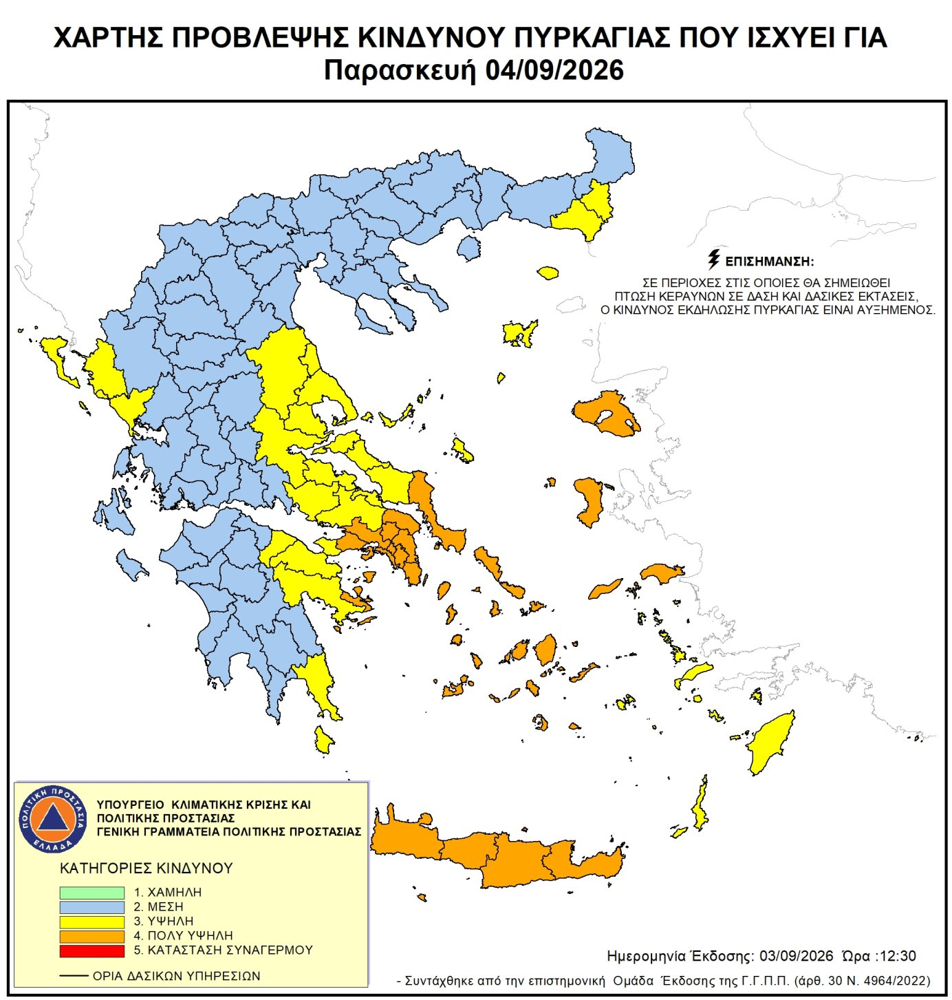 ΧΑΡΤΗΣ ΠΡΟΒΛΕΨΗΣ ΚΙΝΔΥΝΟΥ ΠΥΡΚΑΓΙΑΣ ΠΟΥ ΙΣΧΥΕΙ ΓΙΑ
Παρασκευή 04/09/2026
ΕΠΙΣΗΜΑΝΣΗ:
ΣΕ ΠΕΡΙΟΧΕΣ ΣΤΙΣ ΟΠΟΙΕΣ ΘΑ ΣΗΜΕΙΩΘΕΙ
ΠΤΩΣΗ ΚΕΡΑΥΝΩΝ ΣΕ ΔΑΣΗ ΚΑΙ ΔΑΣΙΚΕΣ ΕΚΤΑΣΕΙΣ,
Ο ΚΙΝΔΥΝΟΣ ΕΚΔΗΛΩΣΗΣ ΠΥΡΚΑΓΙΑΣ ΕΙΝΑΙ ΑΥΞΗΜΕΝΟΣ.
ΠΟΛΙΤΙΚΗ ΠΡΟΣΤΑΣΙΑ
ΕΛΛΑΔΑ
ΥΠΟΥΡΓΕΙΟ ΚΛΙΜΑΤΙΚΗΣ ΚΡΙΣΗΣ ΚΑΙ
ΠΟΛΙΤΙΚΗΣ ΠΡΟΣΤΑΣΙΑΣ
ΓΕΝΙΚΗ ΓΡΑΜΜΑΤΕΙΑ ΠΟΛΙΤΙΚΗΣ ΠΡΟΣΤΑΣΙΑΣ
ΚΑΤΗΓΟΡΙΕΣ ΚΙΝΔΥΝΟΥ
1. ΧΑΜΗΛΗ
2. ΜΕΣΗ
3. ΥΨΗΛΗ
4. ΠΟΛΥ ΥΨΗΛΗ
5. ΚΑΤΑΣΤΑΣΗ ΣΥΝΑΓΕΡΜΟΥ
ΟΡΙΑ ΔΑΣΙΚΩΝ ΥΠΗΡΕΣΙΩΝ
Ημερομηνία Έκδοσης: 03/09/2026 Ώρα :12:30
- Συντάχθηκε από την επιστημονική Ομάδα Έκδοσης της Γ.Γ.Π.Π. (άρθ. 30 Ν. 4964/2022)